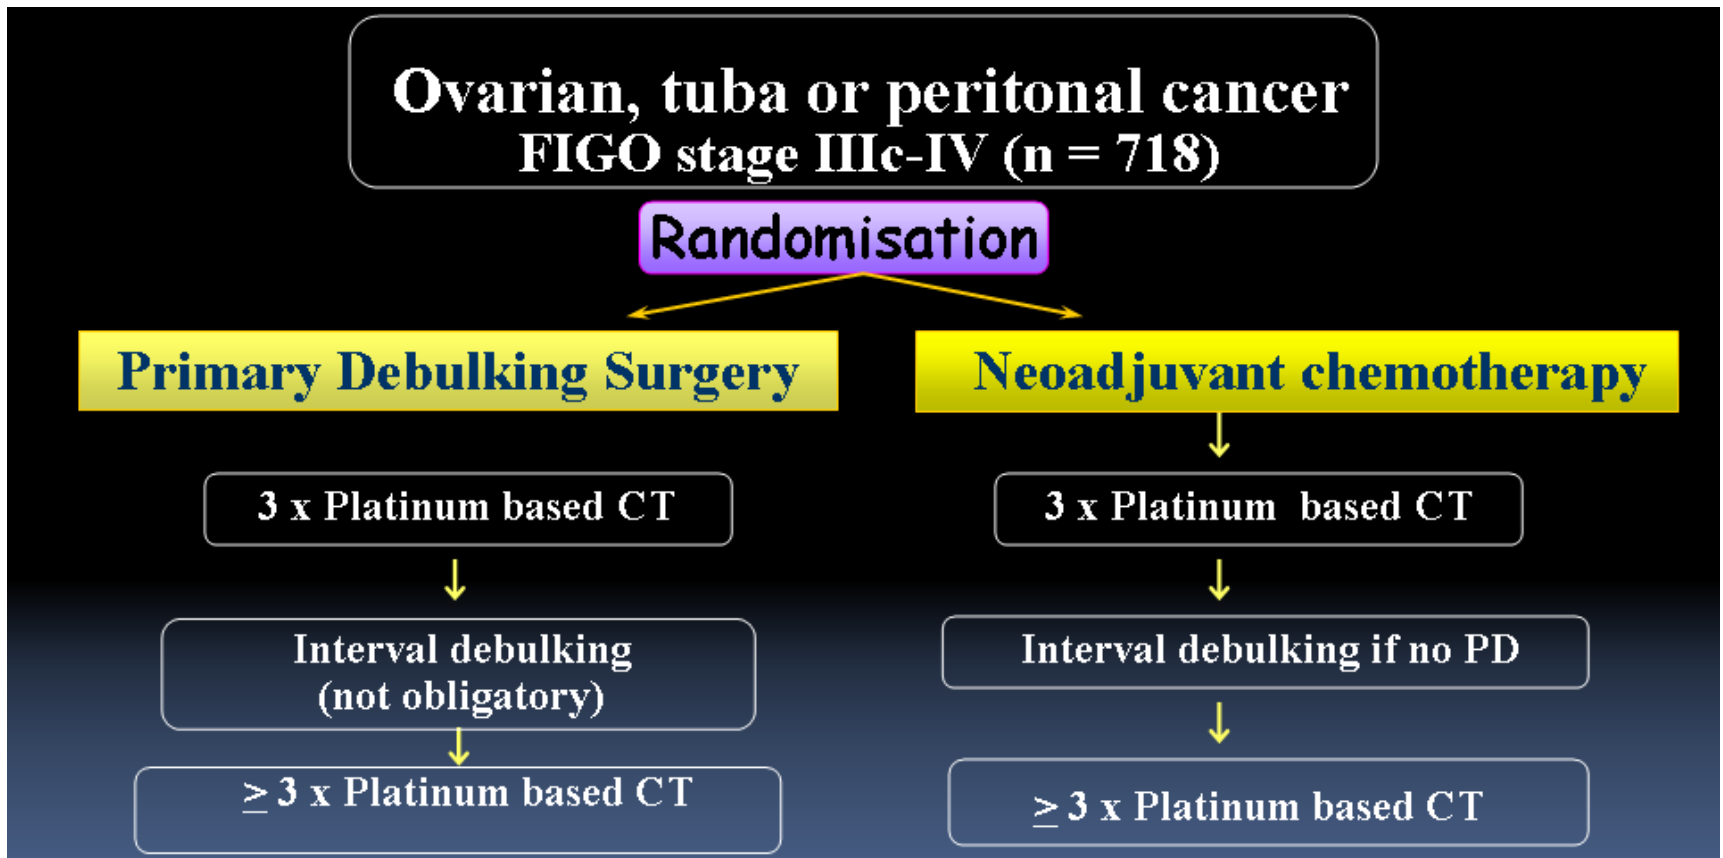 Ovarian, tuba or peritonal cancer
FIGO stage IIIc-IV (n = 718)
Randomisation
Primary Debulking Surgery
3 x Platinum based CT
Interval debulking
(not obligatory)
≥ 3 x Platinum based CT
Neoadjuvant chemotherapy
3 x Platinum based CT
Interval debulking if no PD
≥ 3 x Platinum based CT